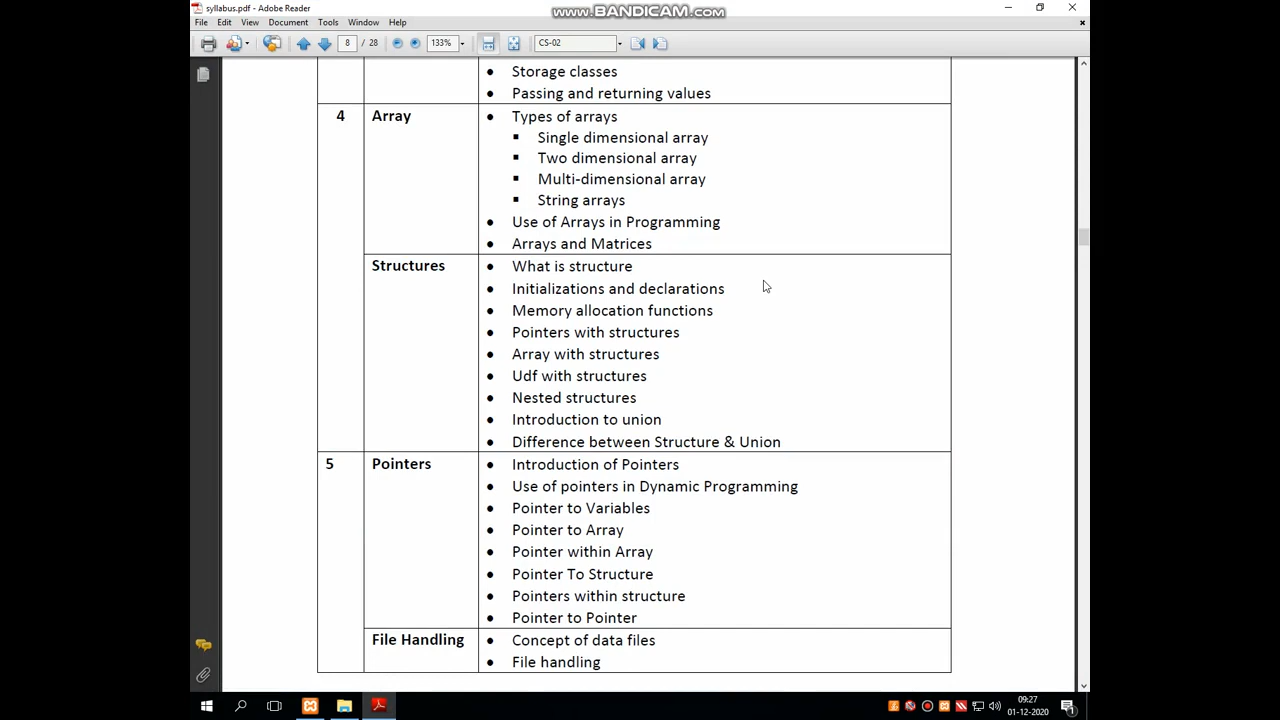 syllabus.pdf - Adobe Reader
www.BANDICAM.com
File Edit View Document Tools Window Help
8 / 28 133% CS-02
• Storage classes
• Passing and returning values
4 Array • Types of arrays
▪ Single dimensional array
▪ Two dimensional array
▪ Multi-dimensional array
▪ String arrays
• Use of Arrays in Programming
• Arrays and Matrices
Structures • What is structure
• Initializations and declarations
• Memory allocation functions
• Pointers with structures
• Array with structures
• Udf with structures
• Nested structures
• Introduction to union
• Difference between Structure & Union
5 Pointers • Introduction of Pointers
• Use of pointers in Dynamic Programming
• Pointer to Variables
• Pointer to Array
• Pointer within Array
• Pointer To Structure
• Pointers within structure
• Pointer to Pointer
File Handling • Concept of data files
• File handling
09:27
01-12-2020
1